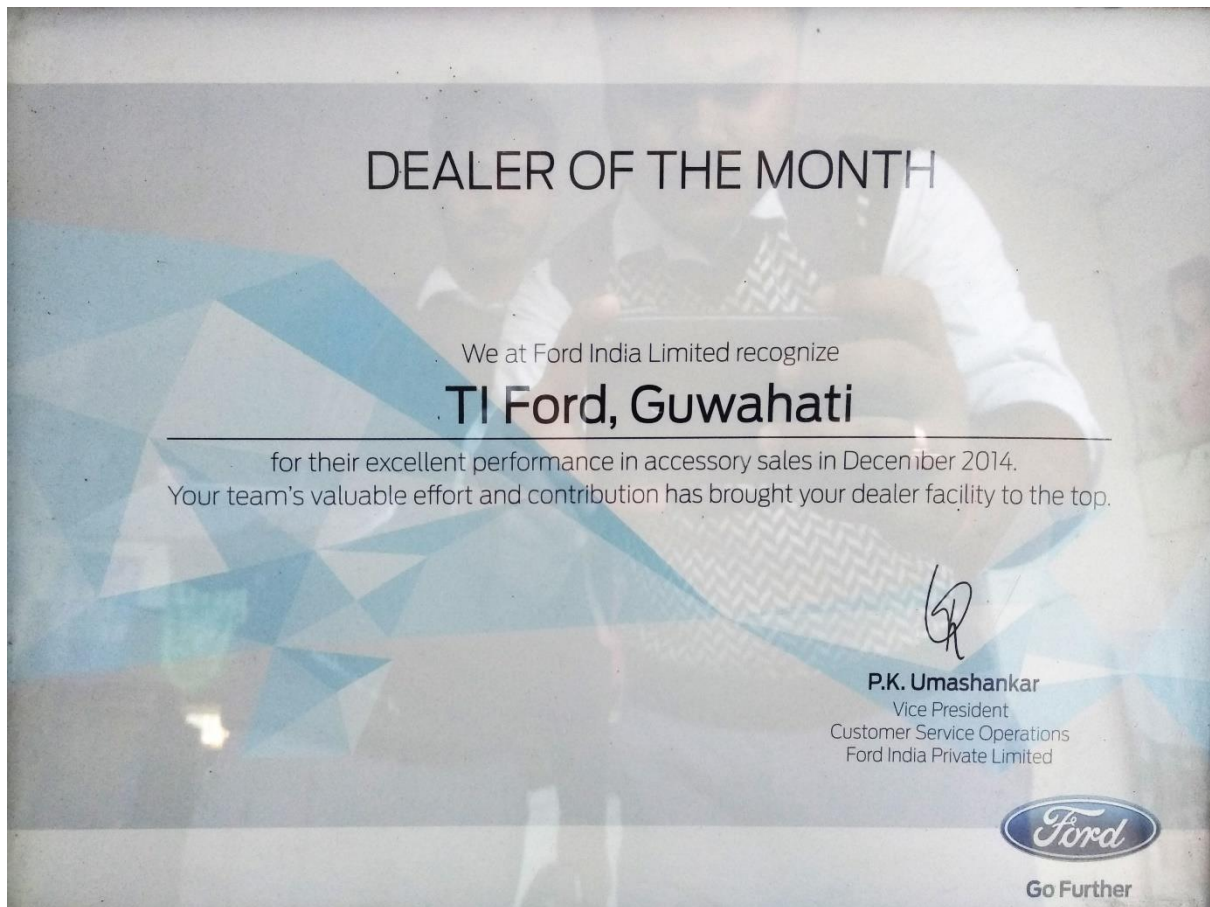 DEALER OF THE MONTH
We at Ford India Limited recognize
TI Ford, Guwahati
for their excellent performance in accessory sales in December 2014.
Your team's valuable effort and contribution has brought your dealer facility to the top.
P.K. Umashankar
Vice President
Customer Service Operations
Ford India Private Limited
Ford
Go Further